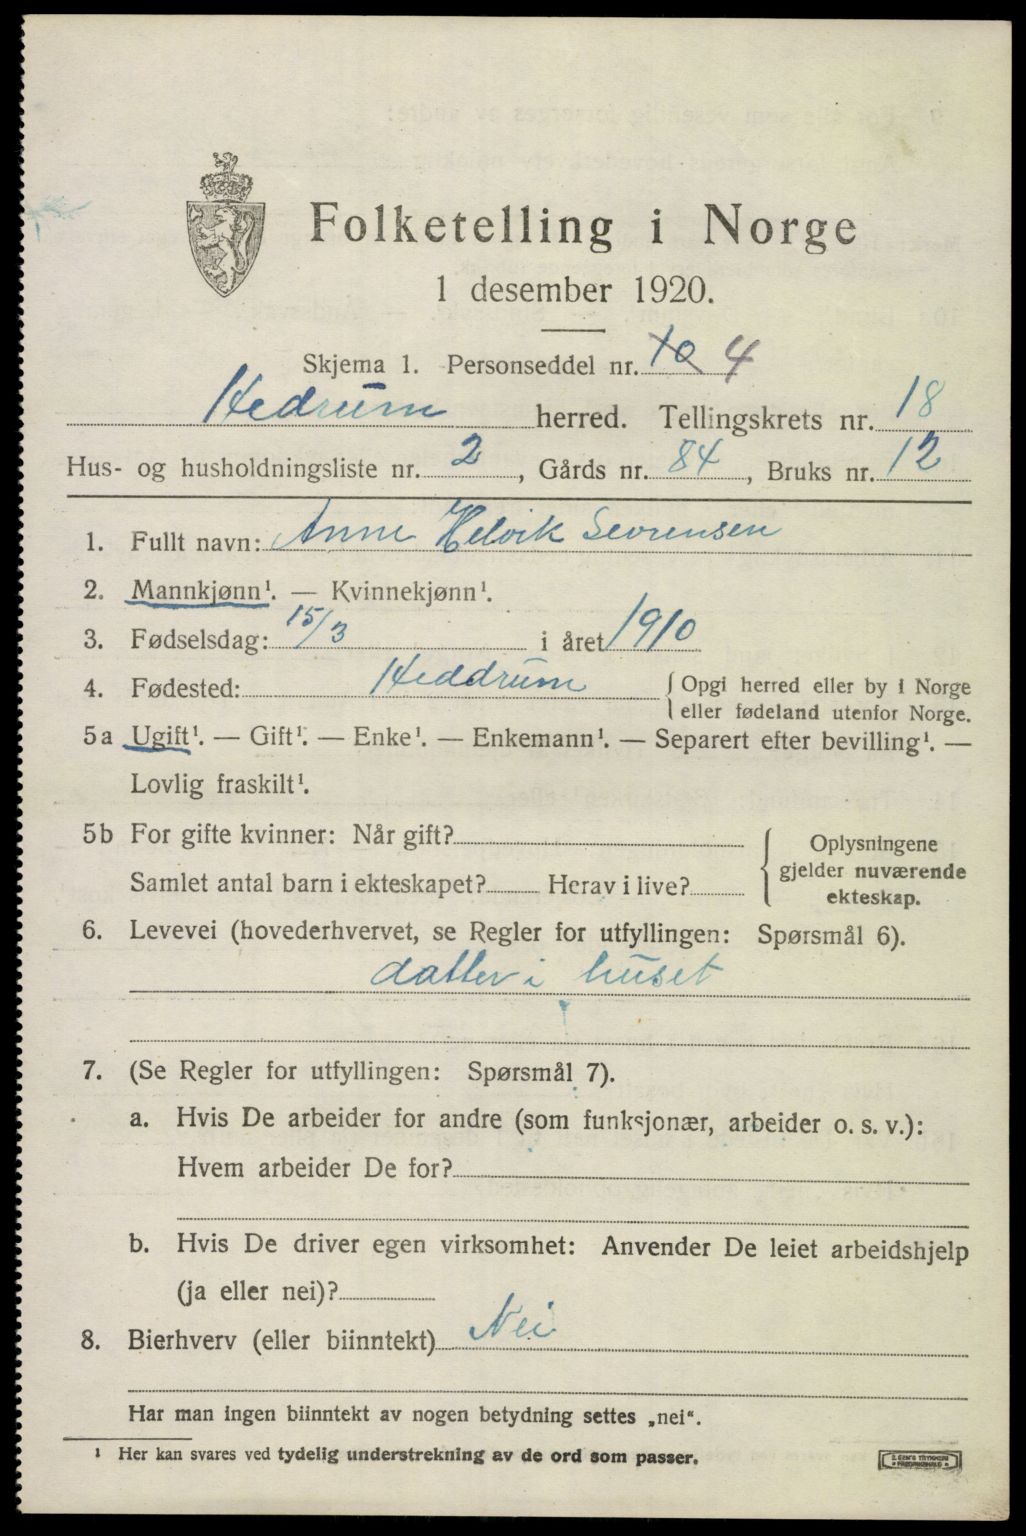 Folketelling i Norge
1 desember 1920.
Skjema 1. Personseddel nr. 10 4
Hedrum herred. Tellingskrets nr. 18
Hus- og husholdningsliste nr. 2, Gårds nr. 84, Bruks nr. 12
1. Fullt navn: Anne Helvik Sevrensen
2. Mannkjønn¹. — Kvinnekjønn¹.
3. Fødselsdag: 15/3 i året 1910
4. Fødested: Heddrum { Opgi herred eller by i Norge
eller fødeland utenfor Norge.
5a Ugift¹. — Gift¹. — Enke¹. — Enkemann¹. — Separert efter bevilling¹. —
Lovlig fraskilt¹.
5b For gifte kvinner: Når gift? { Oplysningene
Samlet antal barn i ekteskapet? Herav i live? gjelder nuværende
ekteskap.
6. Levevei (hovederhvervet, se Regler for utfyllingen: Spørsmål 6).
datter i huset
7. (Se Regler for utfyllingen: Spørsmål 7).
a. Hvis De arbeider for andre (som funksjonær, arbeider o. s. v.):
Hvem arbeider De for?
b. Hvis De driver egen virksomhet: Anvender De leiet arbeidshjelp
(ja eller nei)?
8. Bierhverv (eller biinntekt) Nei
Har man ingen biinntekt av nogen betydning settes „nei“.
¹ Her kan svares ved tydelig understrekning av de ord som passer.